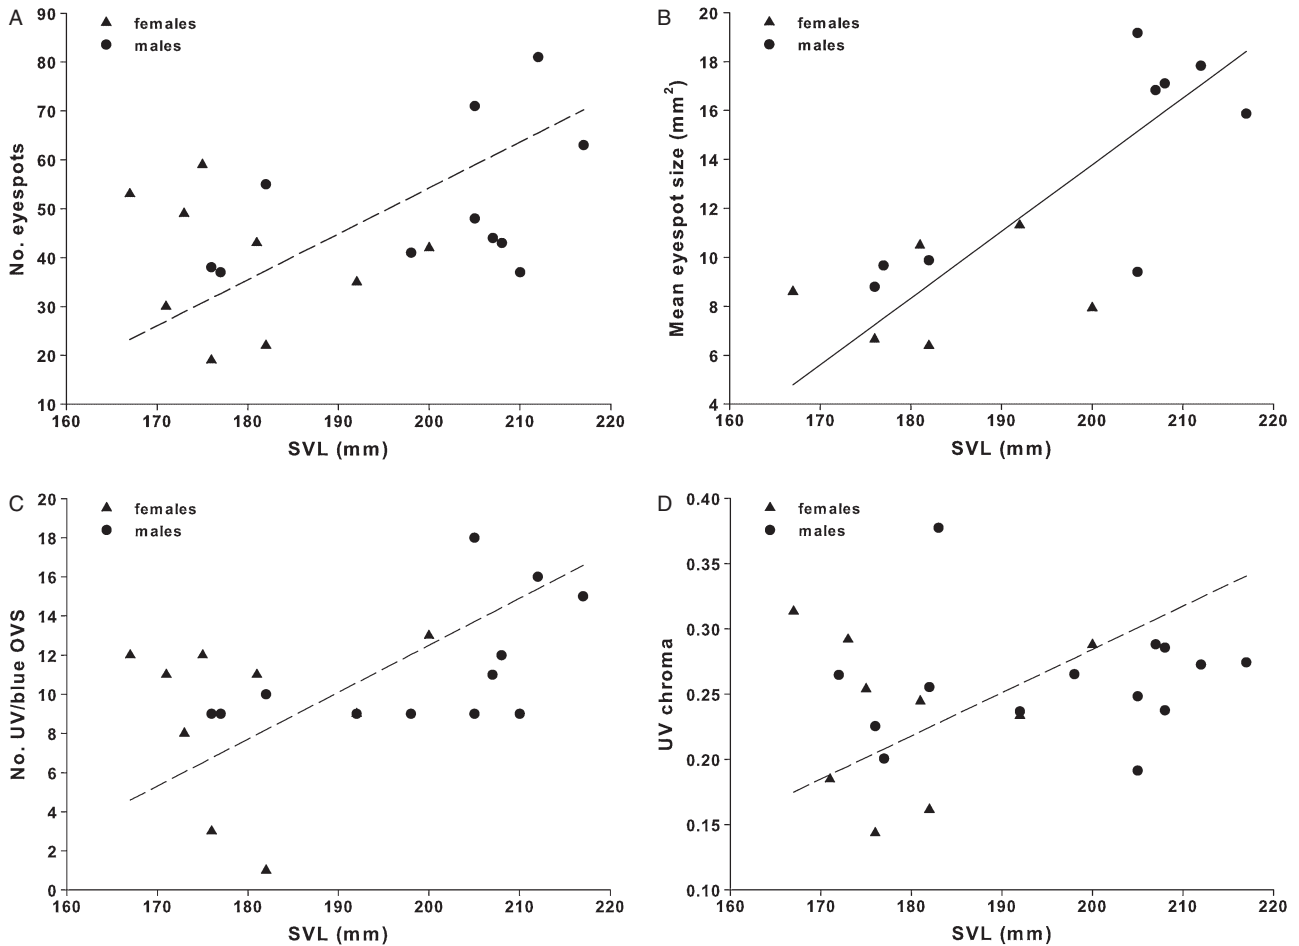 A
females
males
No. eyespots
90
80
70
60
50
40
30
20
10
160 170 180 190 200 210 220
SVL (mm)
B
females
males
Mean eyespot size (mm²)
20
18
16
14
12
10
8
6
4
160 170 180 190 200 210 220
SVL (mm)
C
females
males
No. UV/blue OVS
20
18
16
14
12
10
8
6
4
2
0
160 170 180 190 200 210 220
SVL (mm)
D
females
males
UV chroma
0.40
0.35
0.30
0.25
0.20
0.15
0.10
160 170 180 190 200 210 220
SVL (mm)